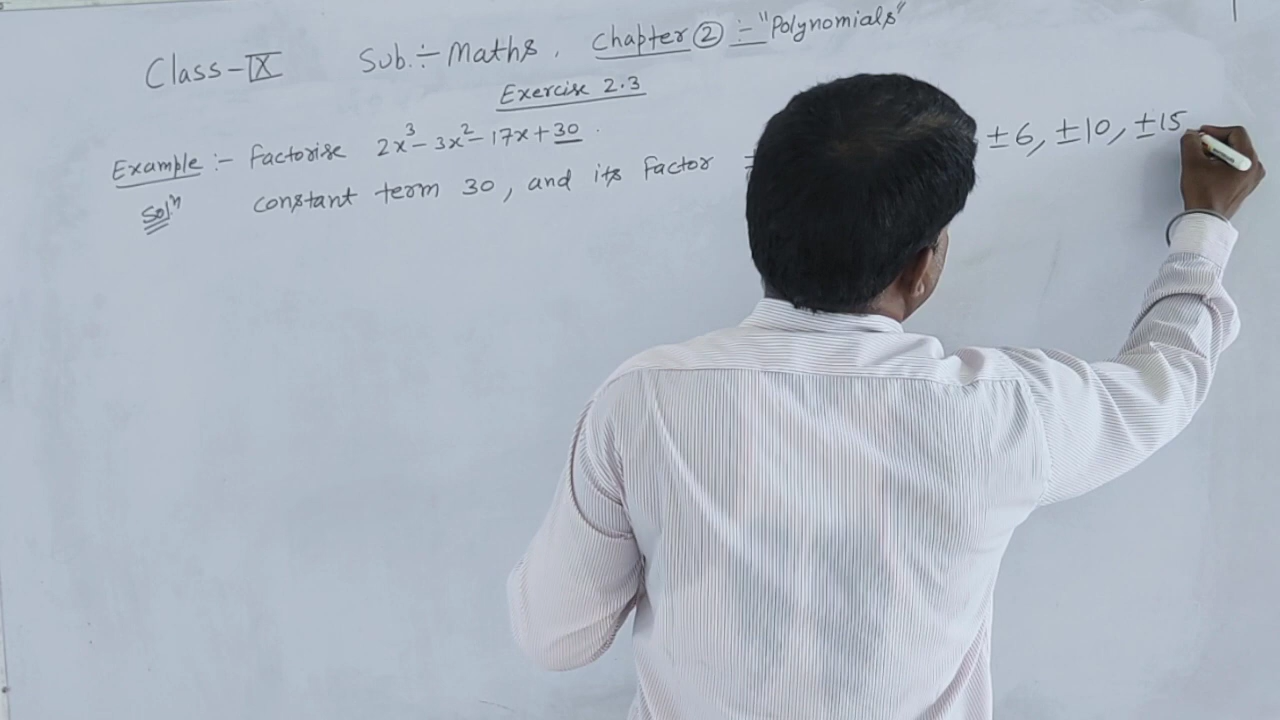 Class-IX Sub.:- Maths, Chapter 2 :- "Polynomials"
Exercise 2.3
Example :- Factorise 2x³-3x²-17x+30.
Solⁿ constant term 30, and its Factor ±6, ±10, ±15